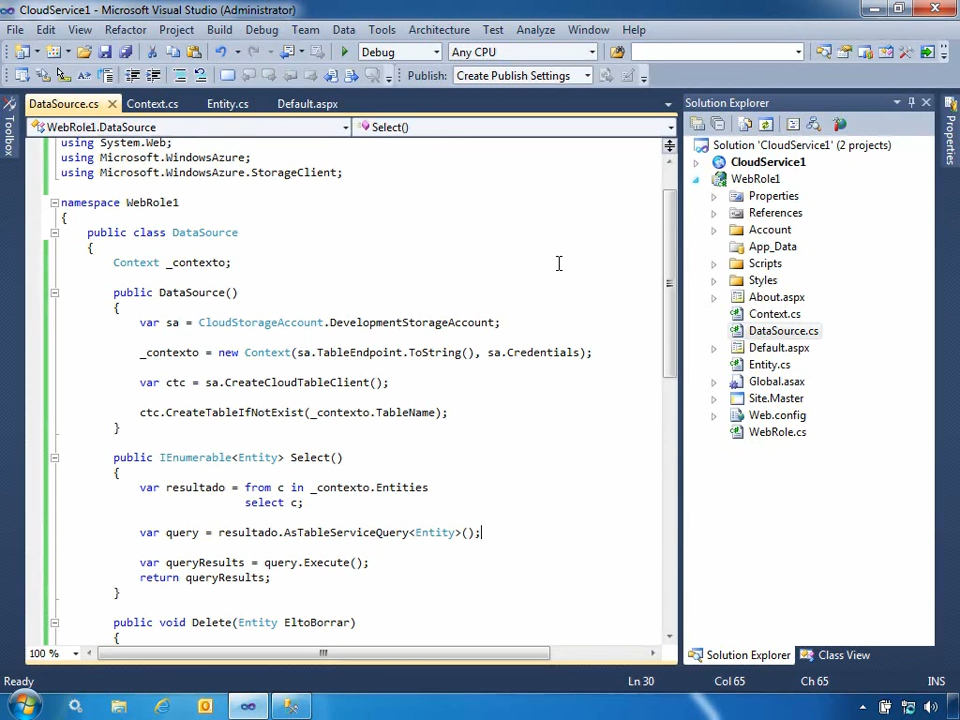 CloudService1 - Microsoft Visual Studio (Administrator)
File Edit View Refactor Project Build Debug Team Data Tools Architecture Test Analyze Window Help
Debug Any CPU
Publish: Create Publish Settings
DataSource.cs Context.cs Entity.cs Default.aspx
Solution Explorer
Toolbox
Properties
WebRole1.DataSource Select()
using System.Web;
using Microsoft.WindowsAzure;
using Microsoft.WindowsAzure.StorageClient;
namespace WebRole1
{
public class DataSource
{
Context _contexto;
public DataSource()
{
var sa = CloudStorageAccount.DevelopmentStorageAccount;
_contexto = new Context(sa.TableEndpoint.ToString(), sa.Credentials);
var ctc = sa.CreateCloudTableClient();
ctc.CreateTableIfNotExist(_contexto.TableName);
}
public IEnumerable<Entity> Select()
{
var resultado = from c in _contexto.Entities
select c;
var query = resultado.AsTableServiceQuery<Entity>();
var queryResults = query.Execute();
return queryResults;
}
public void Delete(Entity EltoBorrar)
{
100 %
Solution 'CloudService1' (2 projects)
CloudService1
WebRole1
Properties
References
Account
App_Data
Scripts
Styles
About.aspx
Context.cs
DataSource.cs
Default.aspx
Entity.cs
Global.asax
Site.Master
Web.config
WebRole.cs
Solution Explorer Class View
Ready Ln 30 Col 65 Ch 65 INS